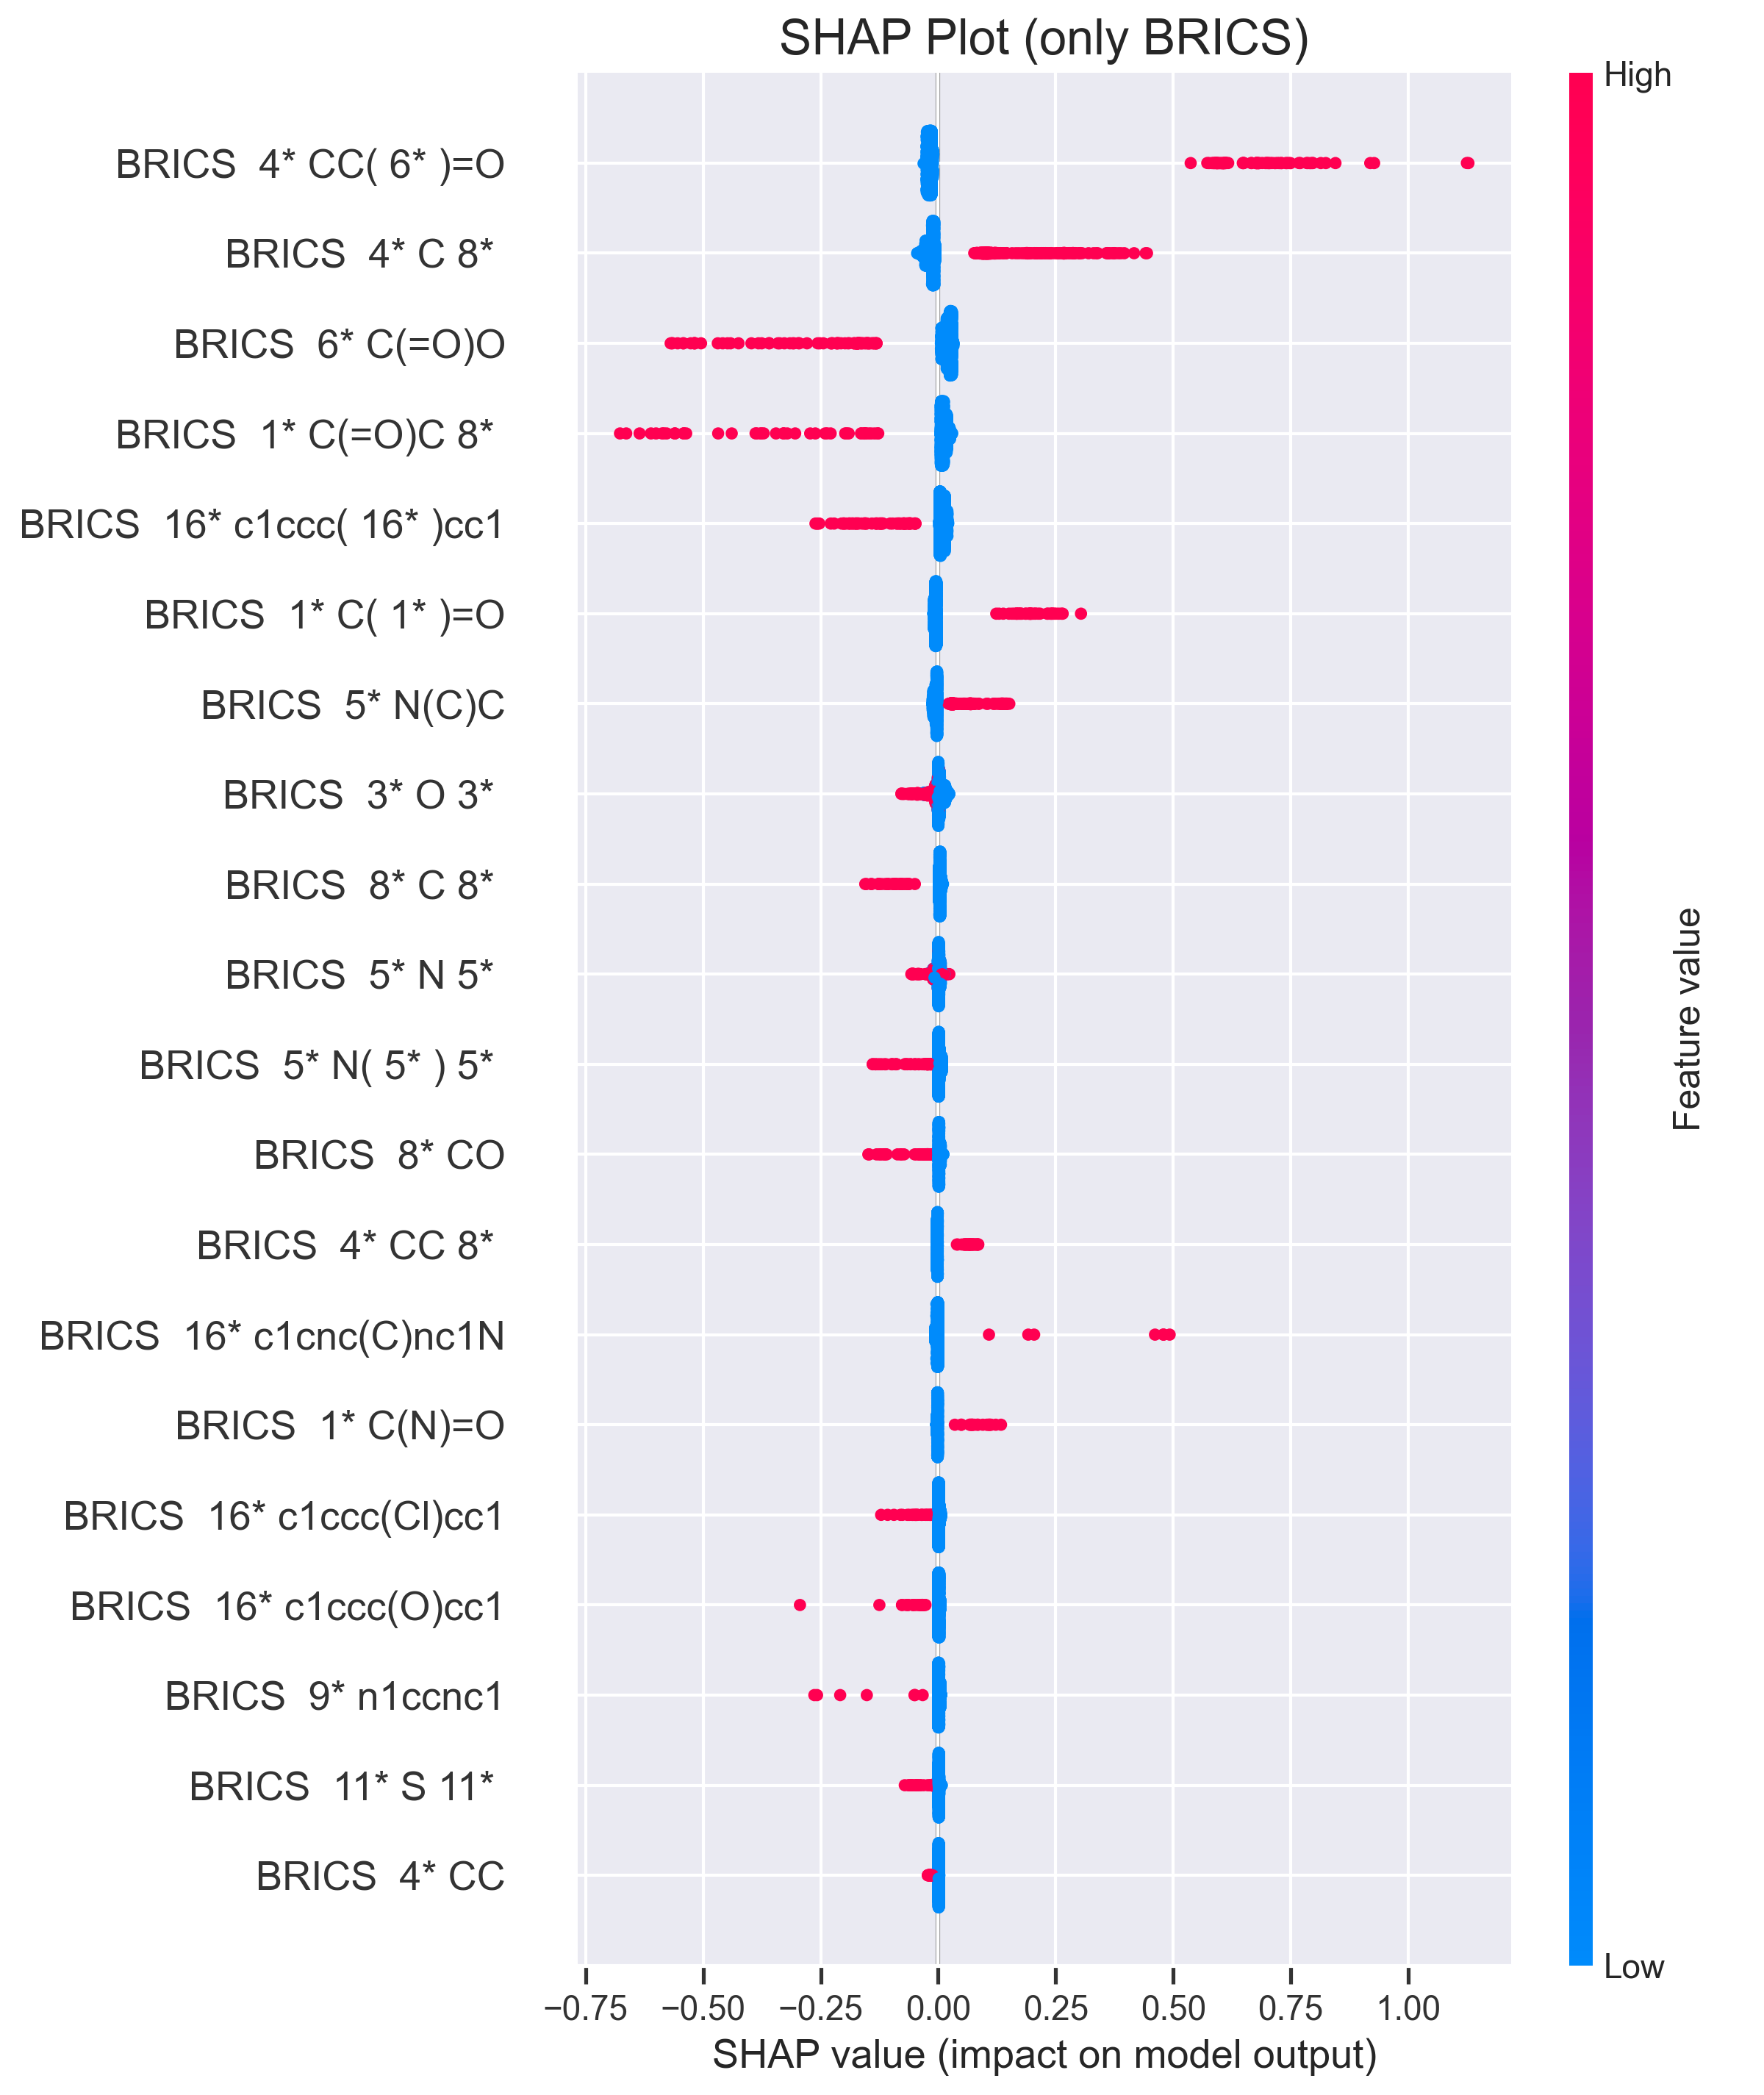 SHAP Plot (only BRICS)
High
BRICS 4* CC( 6* )=O
BRICS 4* C 8*
BRICS 6* C(=O)O
BRICS 1* C(=O)C 8*
BRICS 16* c1ccc( 16* )cc1
BRICS 1* C( 1* )=O
BRICS 5* N(C)C
BRICS 3* O 3*
BRICS 8* C 8*
BRICS 5* N 5*
BRICS 5* N( 5* ) 5*
BRICS 8* CO
BRICS 4* CC 8*
BRICS 16* c1cnc(C)nc1N
BRICS 1* C(N)=O
BRICS 16* c1ccc(Cl)cc1
BRICS 16* c1ccc(O)cc1
BRICS 9* n1ccnc1
BRICS 11* S 11*
BRICS 4* CC
Feature value
Low
−0.75 −0.50 −0.25 0.00 0.25 0.50 0.75 1.00
SHAP value (impact on model output)